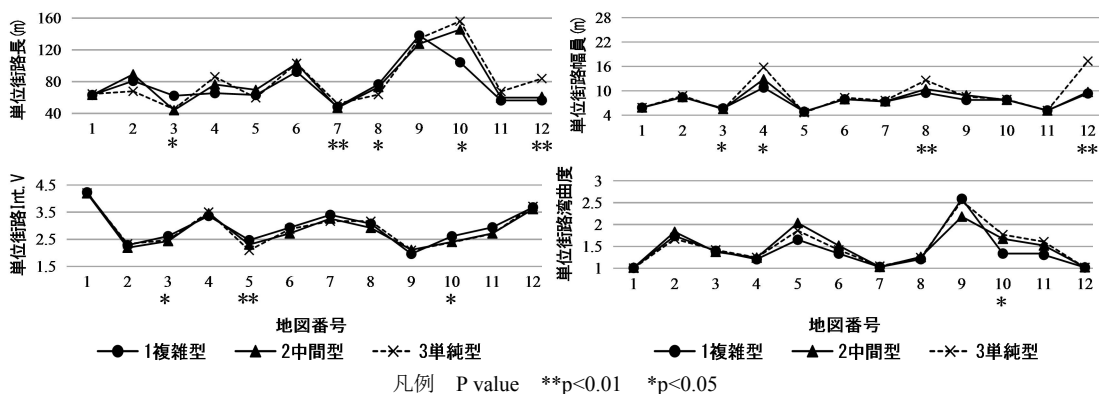 単位街路長(m)
160
120
80
40
1 2 3 4 5 6 7 8 9 10 11 12
* ** * * **
単位街路幅員(m)
28
22
16
10
4
1 2 3 4 5 6 7 8 9 10 11 12
* * ** **
単位街路Int.V
4.5
3.5
2.5
1.5
1 2 3 4 5 6 7 8 9 10 11 12
* ** *
地図番号
1複雑型 2中間型 3単純型
単位街路湾曲度
3
2.5
2
1.5
1
1 2 3 4 5 6 7 8 9 10 11 12
*
地図番号
1複雑型 2中間型 3単純型
凡例 P value **p<0.01 *p<0.05